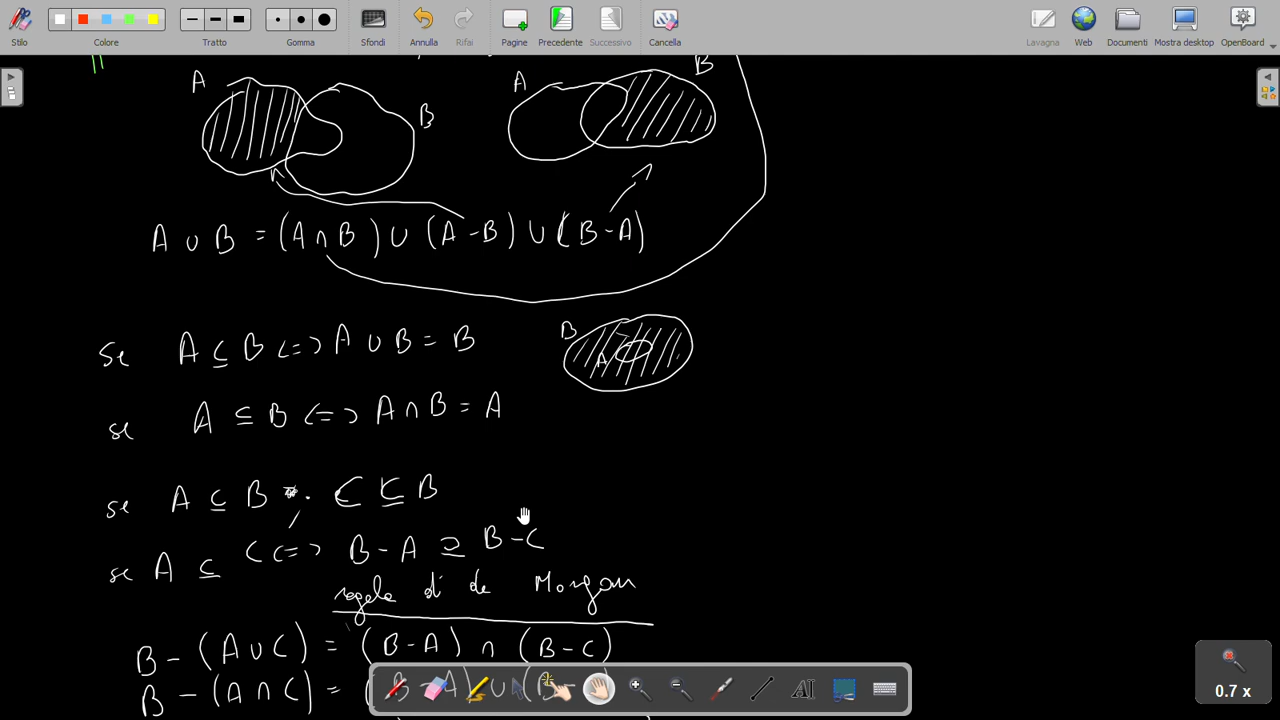 Stilo Colore Tratto Gomma Sfondi Annulla Rifai Pagine Precedente Successivo Cancella Lavagna Web Documenti Mostra desktop OpenBoard
A B A B
A ∪ B = (A ∩ B) ∪ (A - B) ∪ (B - A)
B
A
se A ⊆ B <=> A ∪ B = B
se A ⊆ B <=> A ∩ B = A
se A ⊆ B C ⊆ B
se A ⊆ C <=> B - A ⊇ B - C
regola di de Morgan
B - (A ∪ C) = (B - A) ∩ (B - C)
B - (A ∩ C) = (B - A) ∪ (B -
0.7 x